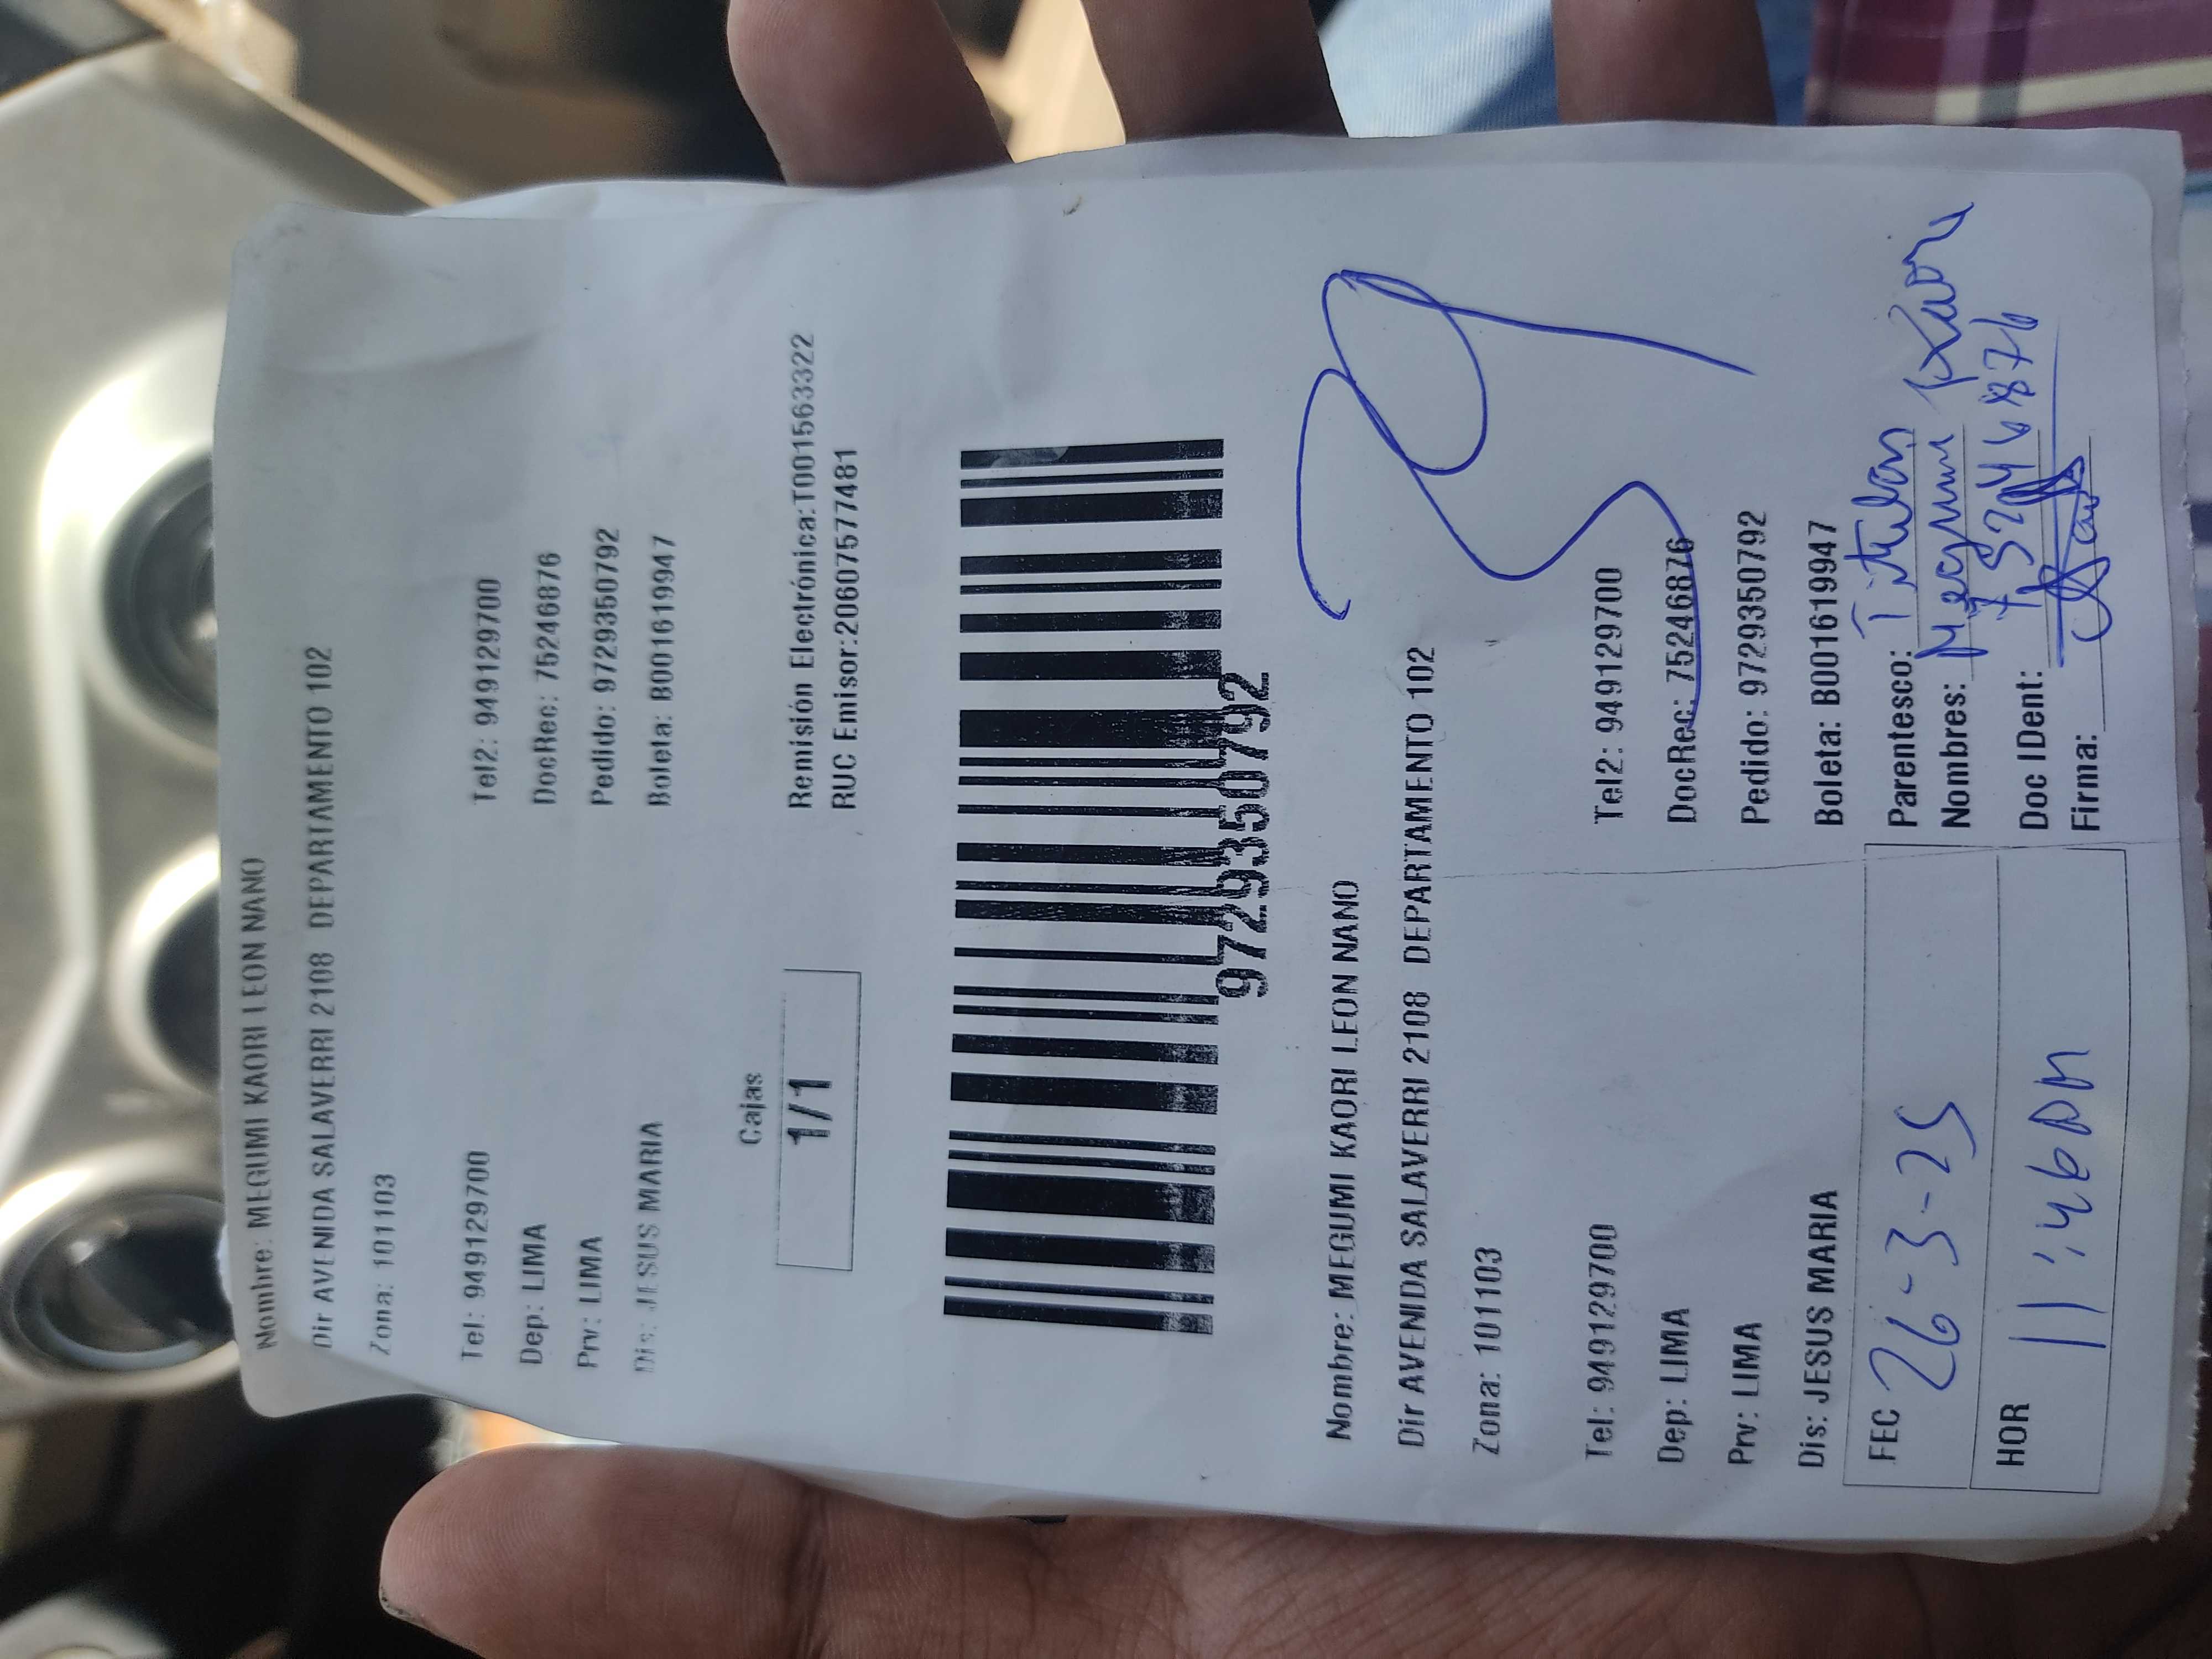 Nombre: MEGUMI KAORI LEON NANO
Dir AVENIDA SALAVERRI 2108 DEPARTAMENTO 102
Zona: 101103
Tel: 949129700 Tel2: 949129700
Dep: LIMA DocRec: 75246876
Prv: LIMA Pedido: 9729350792
Dis: JESUS MARIA Boleta: B001619947
Cajas
1/1
Remisión Electrónica:T001563322
RUC Emisor:20607577481
9729350792
Nombre: MEGUMI KAORI LEON NANO
Dir AVENIDA SALAVERRI 2108 DEPARTAMENTO 102
Zona: 101103
Tel: 949129700 Tel2: 949129700
Dep: LIMA DocRec: 75246876
Prv: LIMA Pedido: 9729350792
Dis: JESUS MARIA Boleta: B001619947
FEC 26-3-25 Parentesco: Titular
Nombres: Megumi
HOR 11:46 Doc IDent: 75246876
Firma: